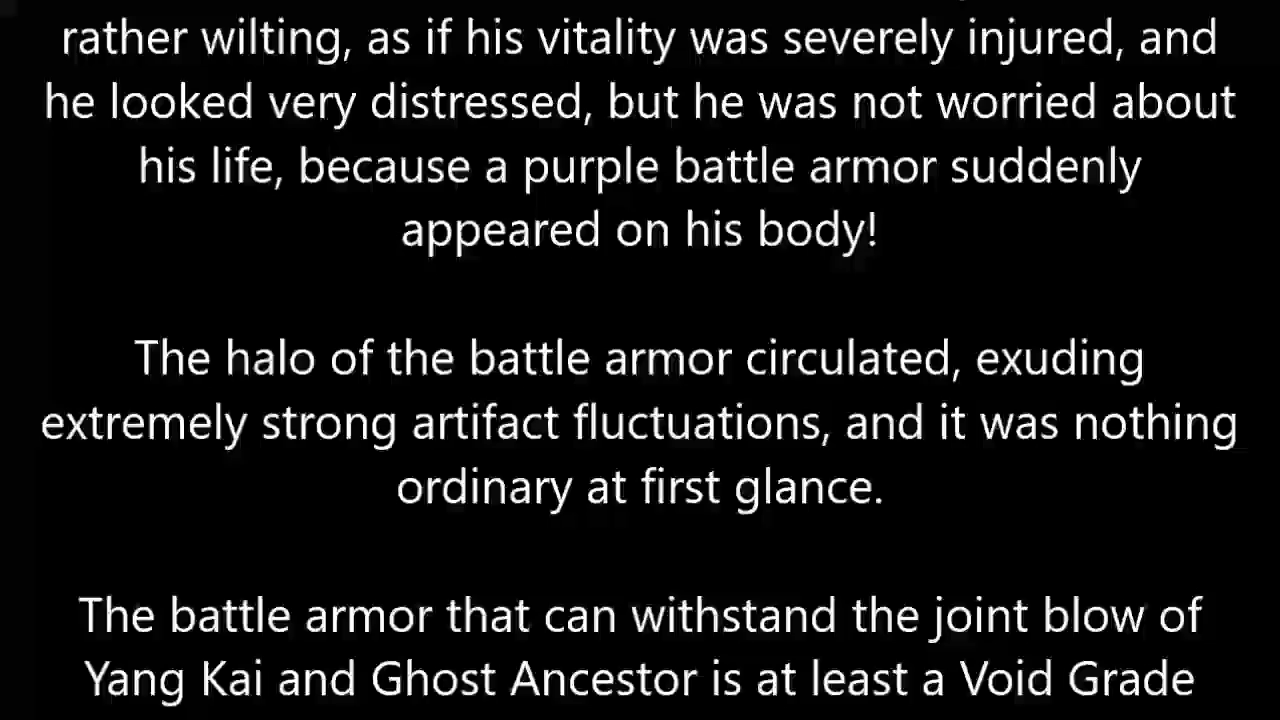 rather wilting, as if his vitality was severely injured, and
he looked very distressed, but he was not worried about
his life, because a purple battle armor suddenly
appeared on his body!
The halo of the battle armor circulated, exuding
extremely strong artifact fluctuations, and it was nothing
ordinary at first glance.
The battle armor that can withstand the joint blow of
Yang Kai and Ghost Ancestor is at least a Void Grade